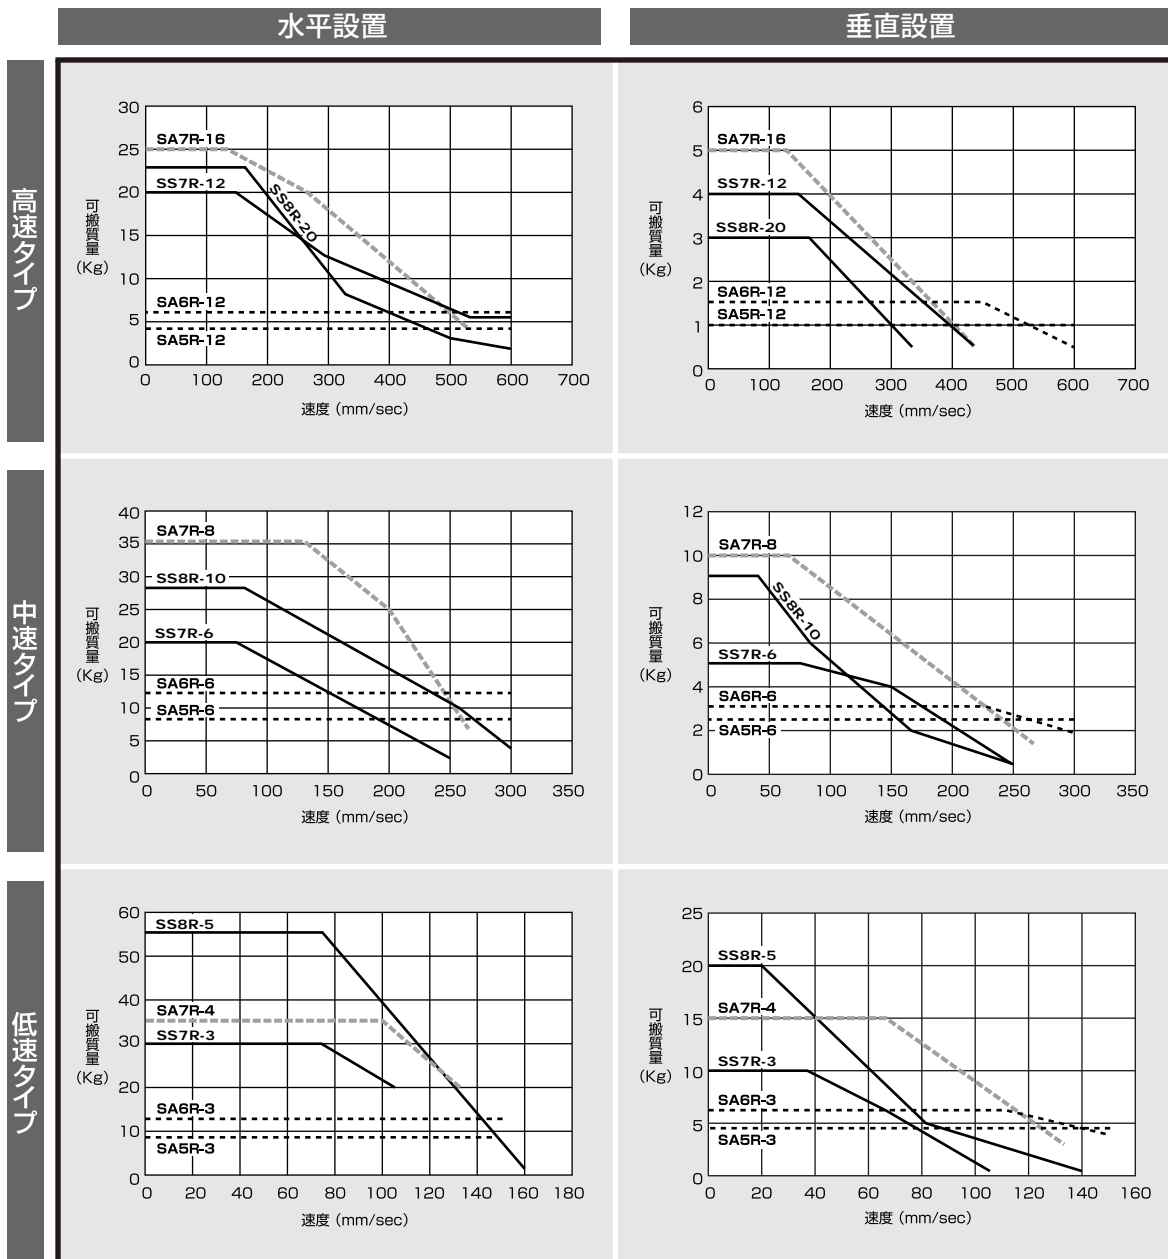 水平設置
垂直設置
高速タイプ
可搬質量
(Kg)
30
25
20
15
10
5
0
SA7R-16
SS7R-12
SS8R-20
SA6R-12
SA5R-12
0 100 200 300 400 500 600 700
速度 (mm/sec)
可搬質量
(Kg)
6
5
4
3
2
1
0
SA7R-16
SS7R-12
SS8R-20
SA6R-12
SA5R-12
0 100 200 300 400 500 600 700
速度 (mm/sec)
中速タイプ
可搬質量
(Kg)
40
35
30
25
20
15
10
5
0
SA7R-8
SS8R-10
SS7R-6
SA6R-6
SA5R-6
0 50 100 150 200 250 300 350
速度 (mm/sec)
可搬質量
(Kg)
12
10
8
6
4
2
0
SA7R-8
SS8R-10
SS7R-6
SA6R-6
SA5R-6
0 50 100 150 200 250 300 350
速度 (mm/sec)
低速タイプ
可搬質量
(Kg)
60
50
40
30
20
10
0
SS8R-5
SA7R-4
SS7R-3
SA6R-3
SA5R-3
0 20 40 60 80 100 120 140 160 180
速度 (mm/sec)
可搬質量
(Kg)
25
20
15
10
5
0
SS8R-5
SA7R-4
SS7R-3
SA6R-3
SA5R-3
0 20 40 60 80 100 120 140 160
速度 (mm/sec)